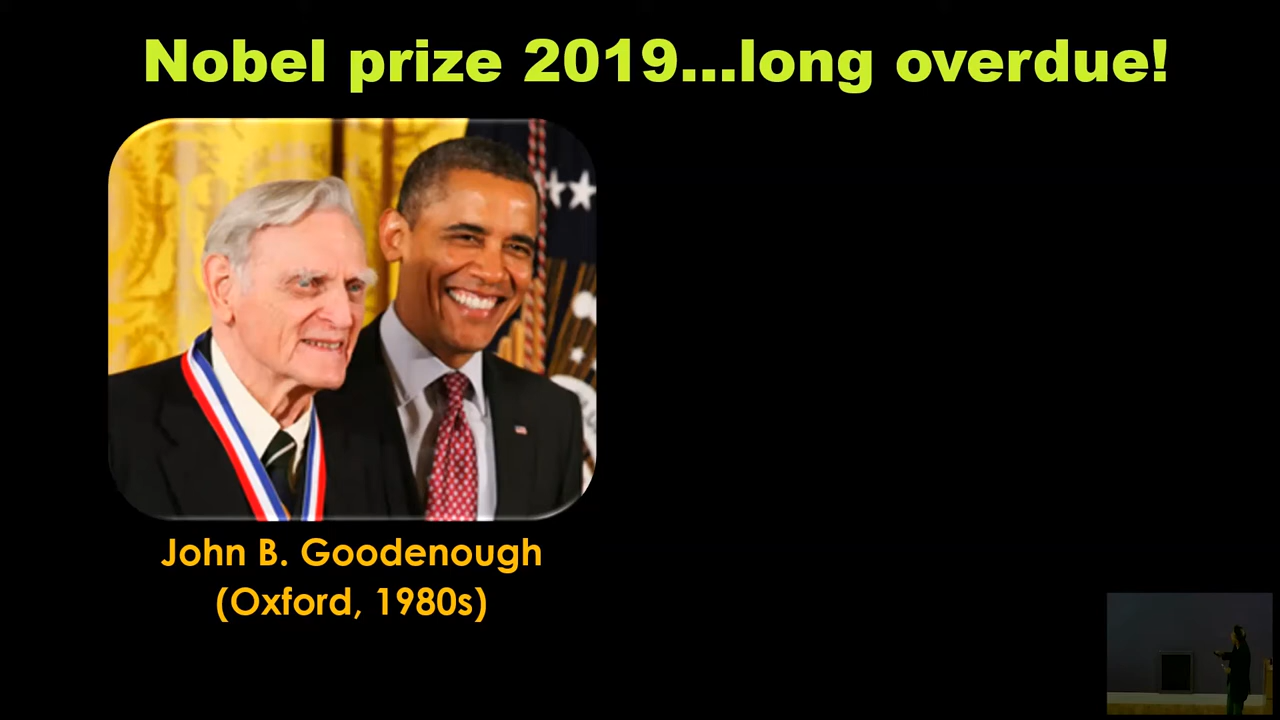 Nobel prize 2019...long overdue!
John B. Goodenough
(Oxford, 1980s)